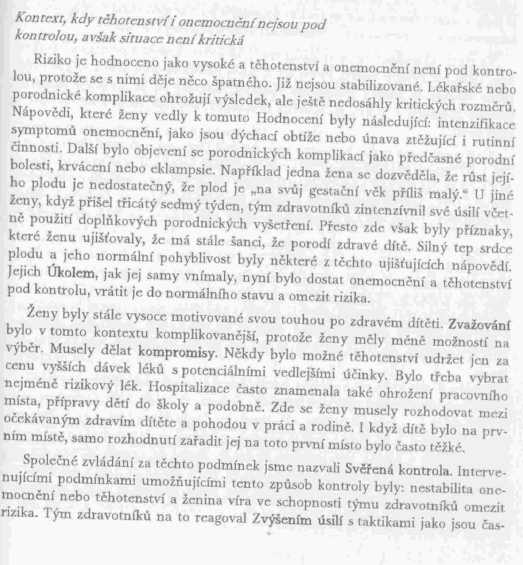 Kontext, kdy těhotenství i onemocnění nejsou pod
kontrolou, avšak situace není kritická
Riziko je hodnoceno jako vysoké a těhotenství a onemocnění není pod kontro-
lou, protože se s nimi děje něco špatného. Již nejsou stabilizované. Lékařské nebo
porodnické komplikace ohrožují výsledek, ale ještě nedosáhly kritických rozměrů.
Nápovědi, které ženy vedly k tomuto Hodnocení byly následující: intenzifikace
symptomů onemocnění, jako jsou dýchací obtíže nebo únava ztěžující i rutinní
činnosti. Další bylo objevení se porodnických komplikací jako předčasné porodní
bolesti, krvácení nebo eklampsie. Například jedna žena se dozvěděla, že růst její-
ho plodu je nedostatečný, že plod je „na svůj gestační věk příliš malý.“ U jiné
ženy, když přišel třicátý sedmý týden, tým zdravotníků zintenzívnil své úsilí včet-
ně použití doplňkových porodnických vyšetření. Přesto zde však byly příznaky,
které ženu ujišťovaly, že má stále šanci, že porodí zdravé dítě. Silný tep srdce
plodu a jeho normální pohyblivost byly některé z těchto ujišťujících nápovědí.
Jejich Úkolem, jak jej samy vnímaly, nyní bylo dostat onemocnění a těhotenství
pod kontrolu, vrátit je do normálního stavu a omezit rizika.
Ženy byly stále vysoce motivované svou touhou po zdravém dítěti. Zvažování
bylo v tomto kontextu komplikovanější, protože ženy měly méně možností na
výběr. Musely dělat kompromisy. Někdy bylo možné těhotenství udržet jen za
cenu vyšších dávek léků s potenciálními vedlejšími účinky. Bylo třeba vybrat
nejméně rizikový lék. Hospitalizace často znamenala také ohrožení pracovního
místa, přípravy dětí do školy a podobně. Zde se ženy musely rozhodovat mezi
očekávaným zdravím dítěte a pohodou v práci a rodině. I když dítě bylo na prv-
ním místě, samo rozhodnutí zařadit jej na toto první místo bylo často těžké.
Společné zvládání za těchto podmínek jsme nazvali Svěřená kontrola. Interve-
nujícími podmínkami umožňujícími tento způsob kontroly byly: nestabilita one-
mocnění nebo těhotenství a ženina víra ve schopnosti týmu zdravotníků omezit
rizika. Tým zdravotníků na to reagoval Zvýšením úsilí s taktikami jako jsou čas-